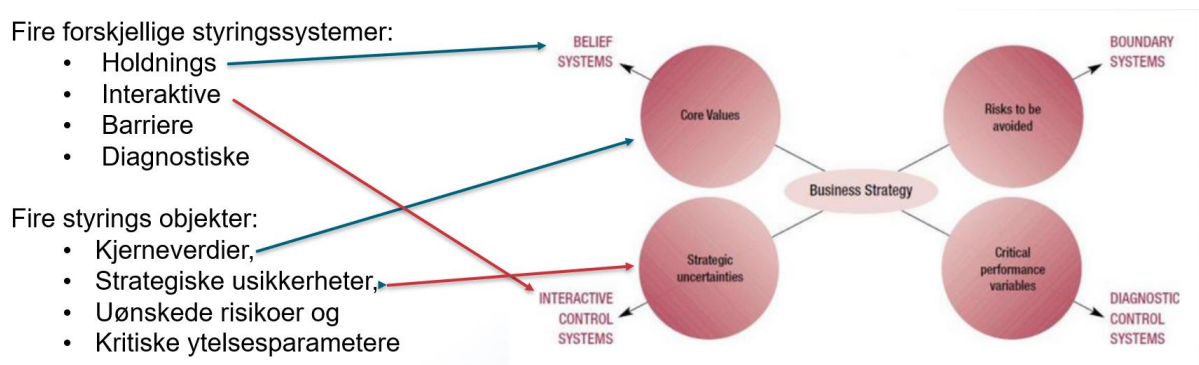 Fire forskjellige styringssystemer:
• Holdnings
• Interaktive
• Barriere
• Diagnostiske
Fire styrings objekter:
• Kjerneverdier,
• Strategiske usikkerheter,
• Uønskede risikoer og
• Kritiske ytelsesparametere
BELIEF
SYSTEMS
Core Values
BOUNDARY
SYSTEMS
Risks to be
avoided
Business Strategy
Strategic
uncertainties
INTERACTIVE
CONTROL
SYSTEMS
Critical
performance
variables
DIAGNOSTIC
CONTROL
SYSTEMS